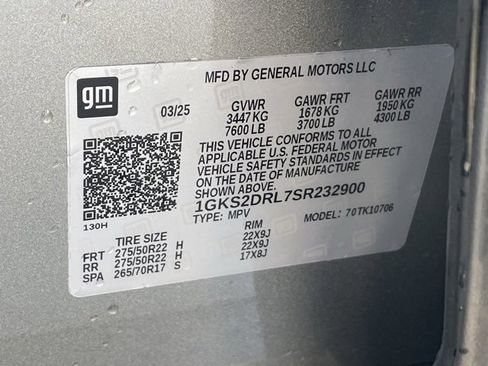 MFD BY GENERAL MOTORS LLC
gm
03/25 GVWR GAWR FRT GAWR RR
3447 KG 1678 KG 1950 KG
7600 LB 3700 LB 4300 LB
THIS VEHICLE CONFORMS TO ALL
APPLICABLE U.S. FEDERAL MOTOR
VEHICLE SAFETY STANDARDS IN EFFECT
ON THE DATE OF MANUFACTURE
SHOWN ABOVE.
1GKS2DRL7SR232900
TYPE: MPV MODEL: 70TK10706
130H
TIRE SIZE RIM
FRT 275/50R22 H 22X9J
RR 275/50R22 H 22X9J
SPA 265/70R17 S 17X8J